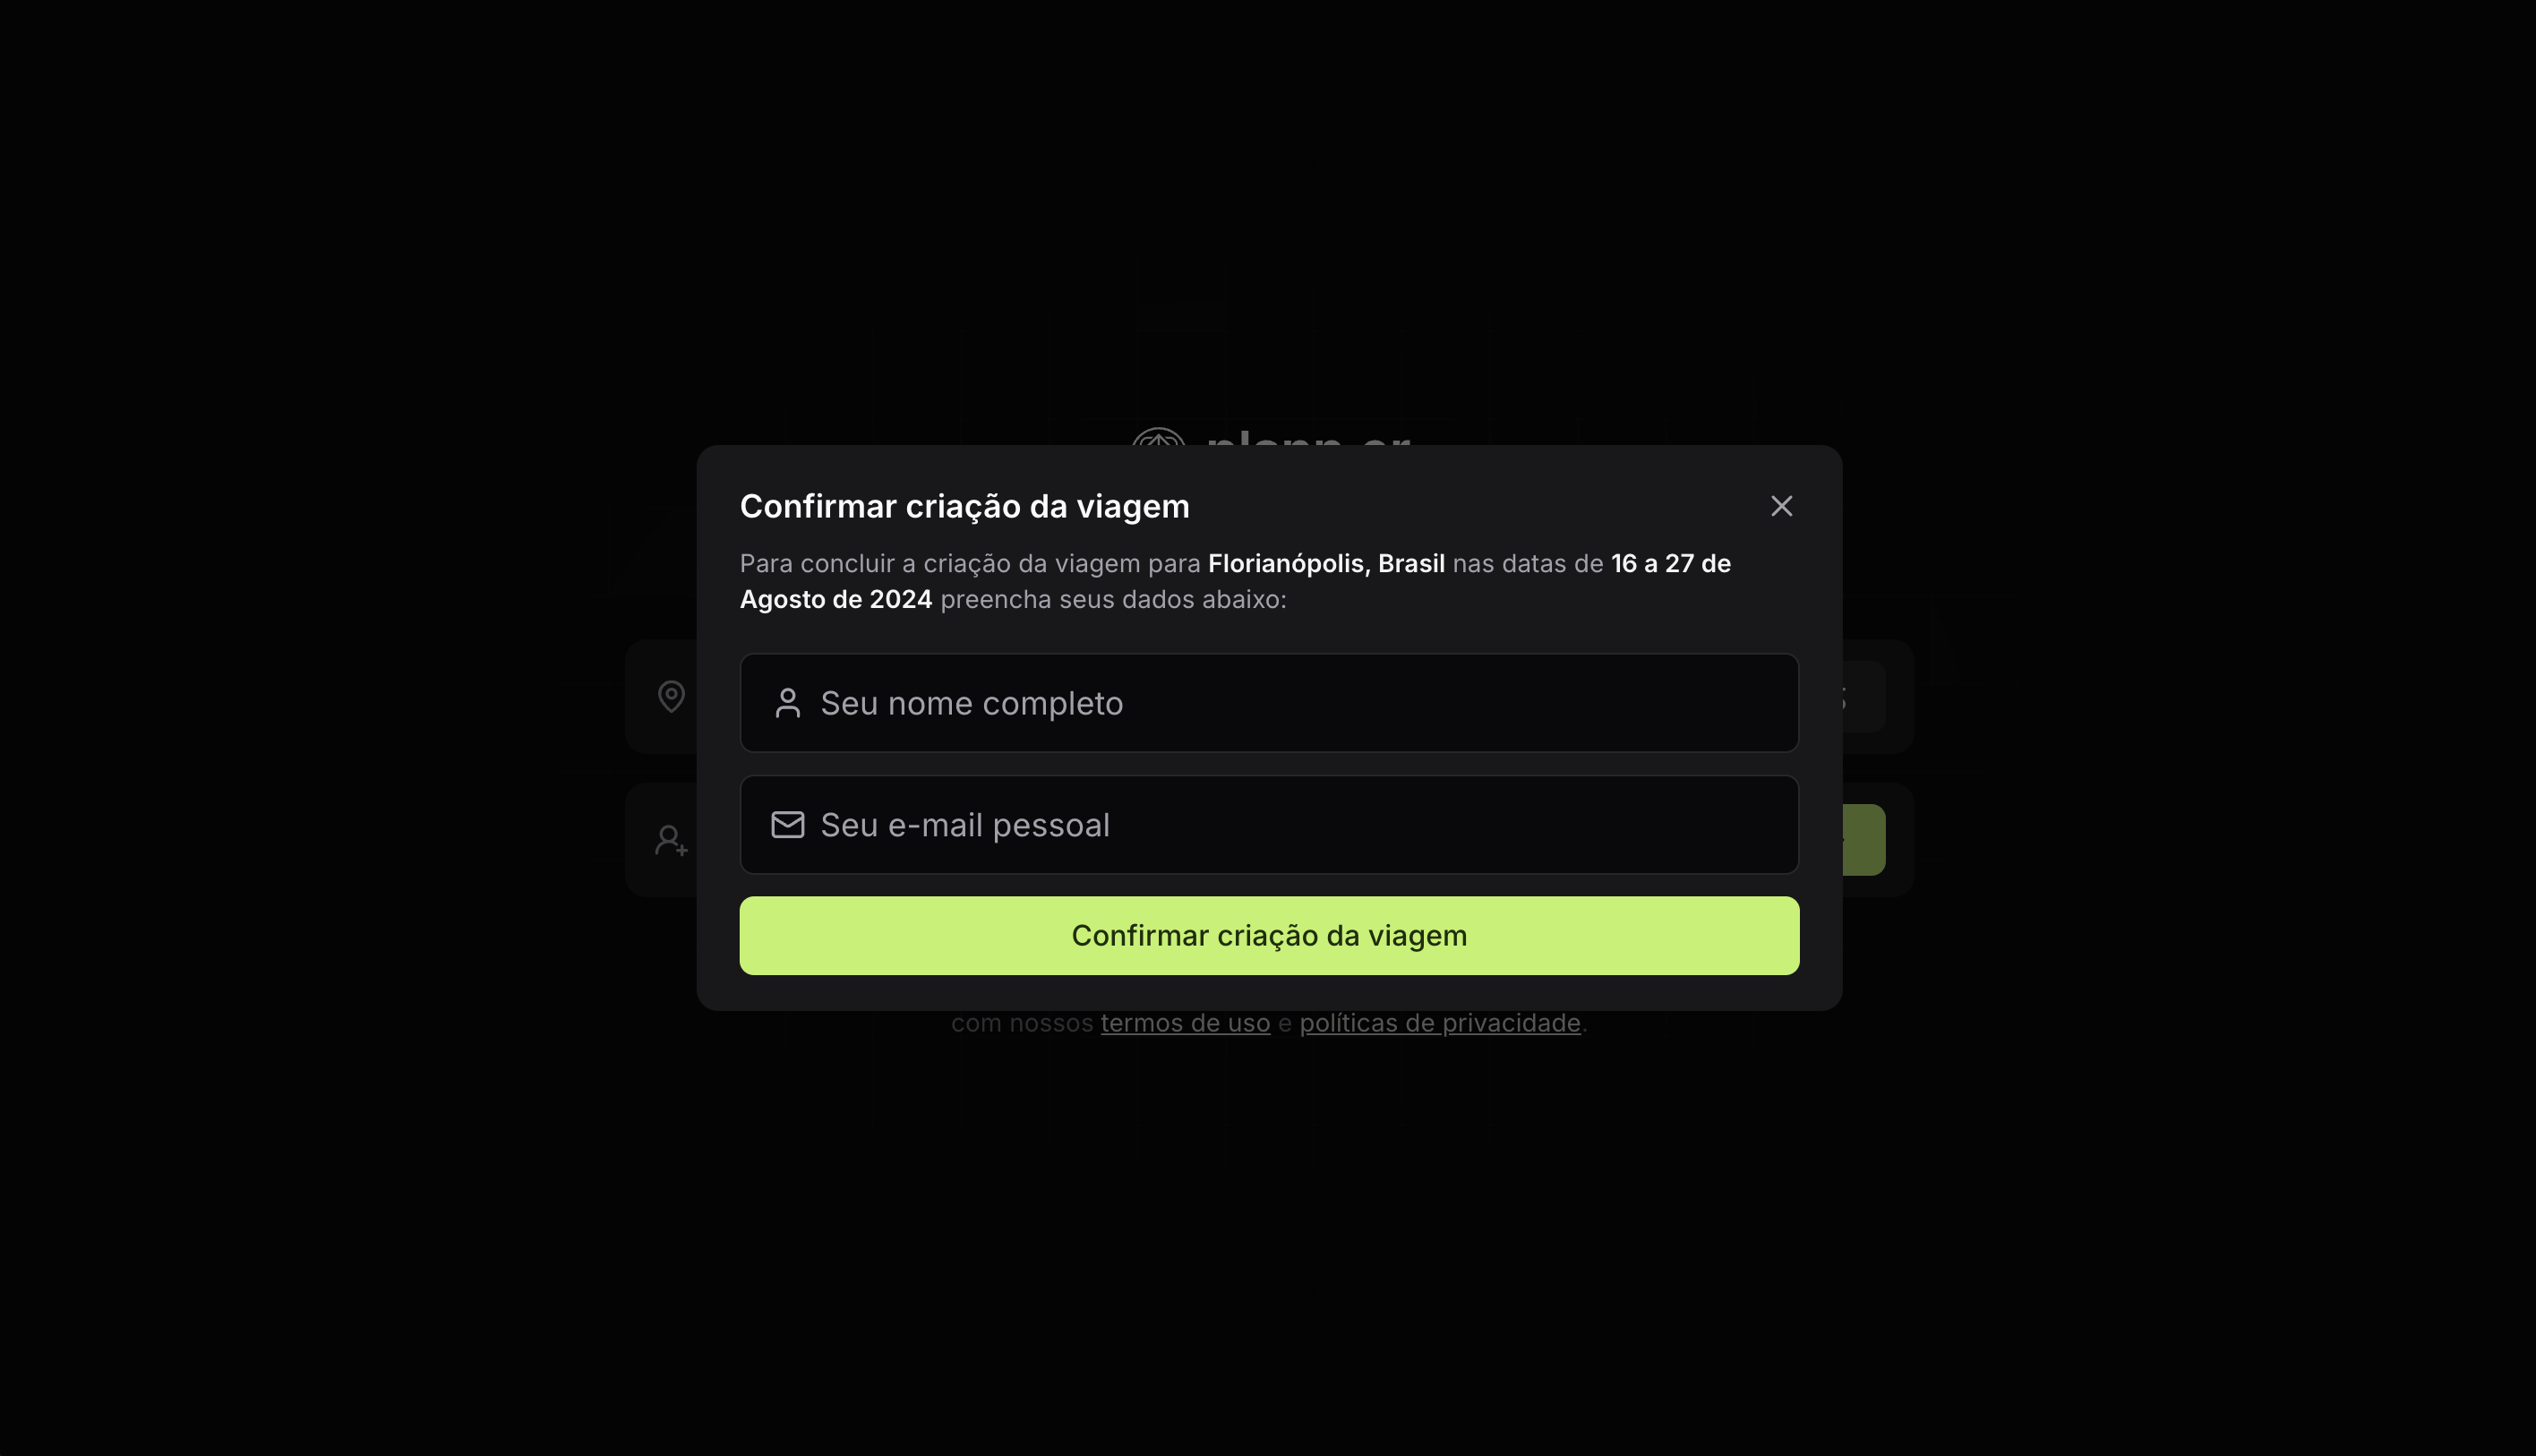 plann.er
Confirmar criação da viagem
Para concluir a criação da viagem para Florianópolis, Brasil nas datas de 16 a 27 de
Agosto de 2024 preencha seus dados abaixo:
Seu nome completo
Seu e-mail pessoal
Confirmar criação da viagem
com nossos termos de uso e políticas de privacidade.